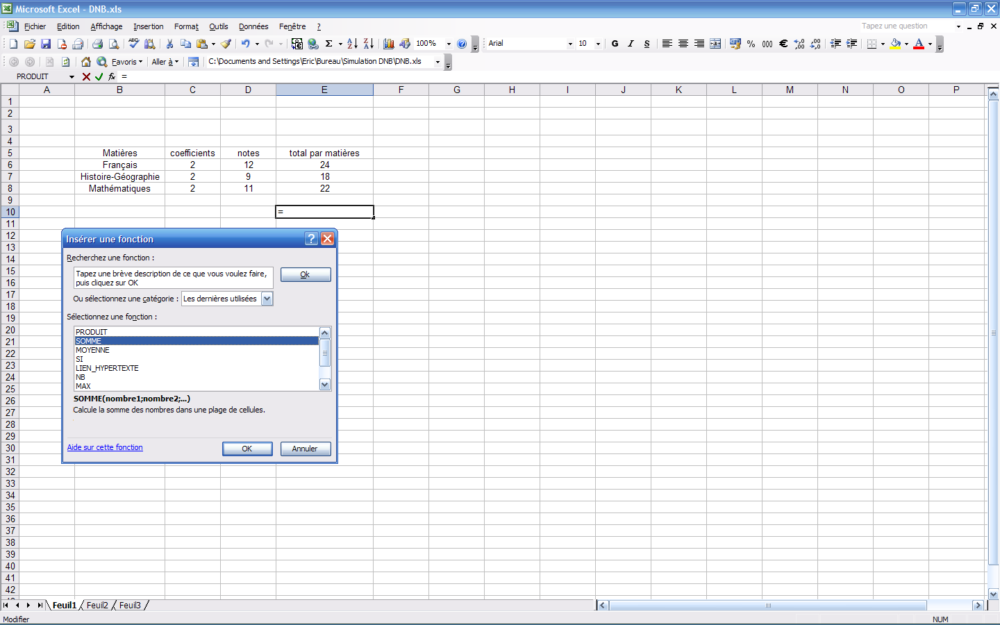 Microsoft Excel - DNB.xls
Fichier Edition Affichage Insertion Format Outils Données Fenêtre ? Tapez une question
100% Arial 10 G I S % 000 €
Favoris Aller à C:\Documents and Settings\Eric\Bureau\Simulation DNB\DNB.xls
PRODUIT fx =
A B C D E F G H I J K L M N O P
1
2
3
4
5 Matières coefficients notes total par matières
6 Français 2 12 24
7 Histoire-Géographie 2 9 18
8 Mathématiques 2 11 22
9
10 =
11
12 Insérer une fonction
13 Recherchez une fonction :
14
15 Tapez une brève description de ce que vous voulez faire, Ok
16 puis cliquez sur OK
17 Ou sélectionnez une catégorie : Les dernières utilisées
18
19 Sélectionnez une fonction :
20 PRODUIT
21 SOMME
22 MOYENNE
SI
23 LIEN_HYPERTEXTE
24 NB
25 MAX
26 SOMME(nombre1;nombre2;...)
27 Calcule la somme des nombres dans une plage de cellules.
28
29
30 Aide sur cette fonction OK Annuler
31
32
33
34
35
36
37
38
39
40
41
42
Feuil1 Feuil2 Feuil3
Modifier NUM